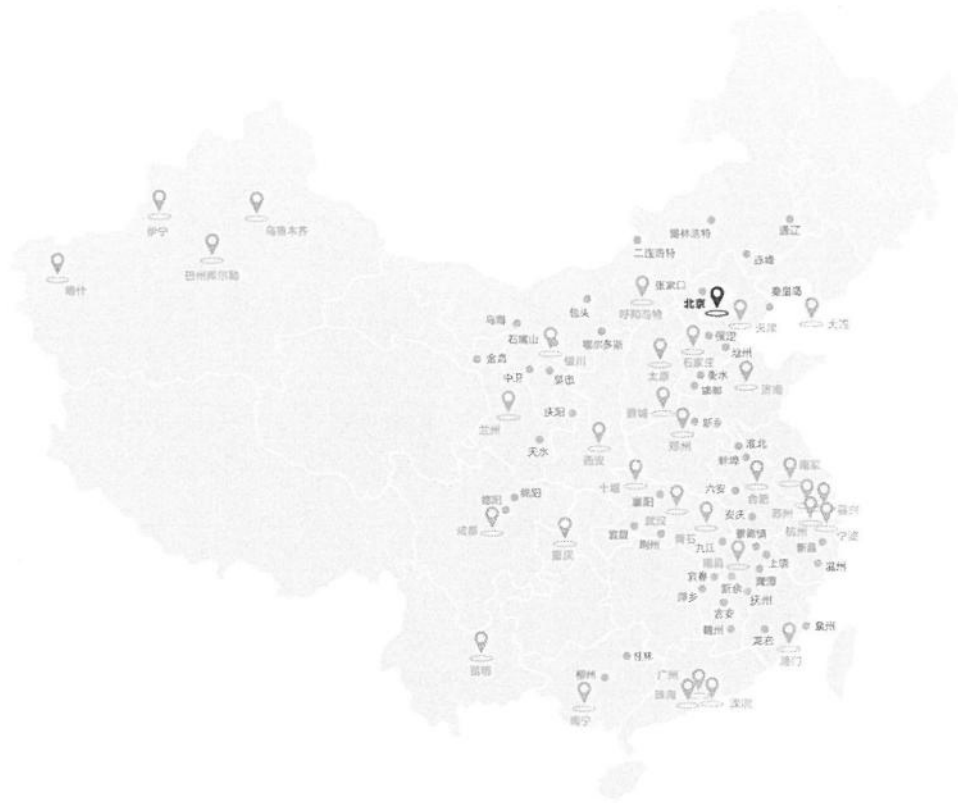 锡林浩特
通辽
伊宁
乌鲁木齐
二连浩特
赤峰
巴州库尔勒
喀什
张家口
秦皇岛
北京
呼和浩特
包头
天津
大连
乌海
石嘴山
鄂尔多斯
保定
沧州
银川
石家庄
金昌
太原
衡水
中卫
邯郸
济南
兰州
庆阳
新乡
郑州
天水
西安
淮北
蚌埠
十堰
六安
合肥
南京
德阳
绵阳
襄阳
苏州
嘉兴
成都
武汉
安庆
杭州
宁波
重庆
宜昌
荆州
黄石
九江
景德镇
新昌
南昌
上饶
温州
宜春
新余
鹰潭
萍乡
抚州
吉安
赣州
龙岩
泉州
厦门
昆明
桂林
柳州
广州
珠海
深圳
南宁